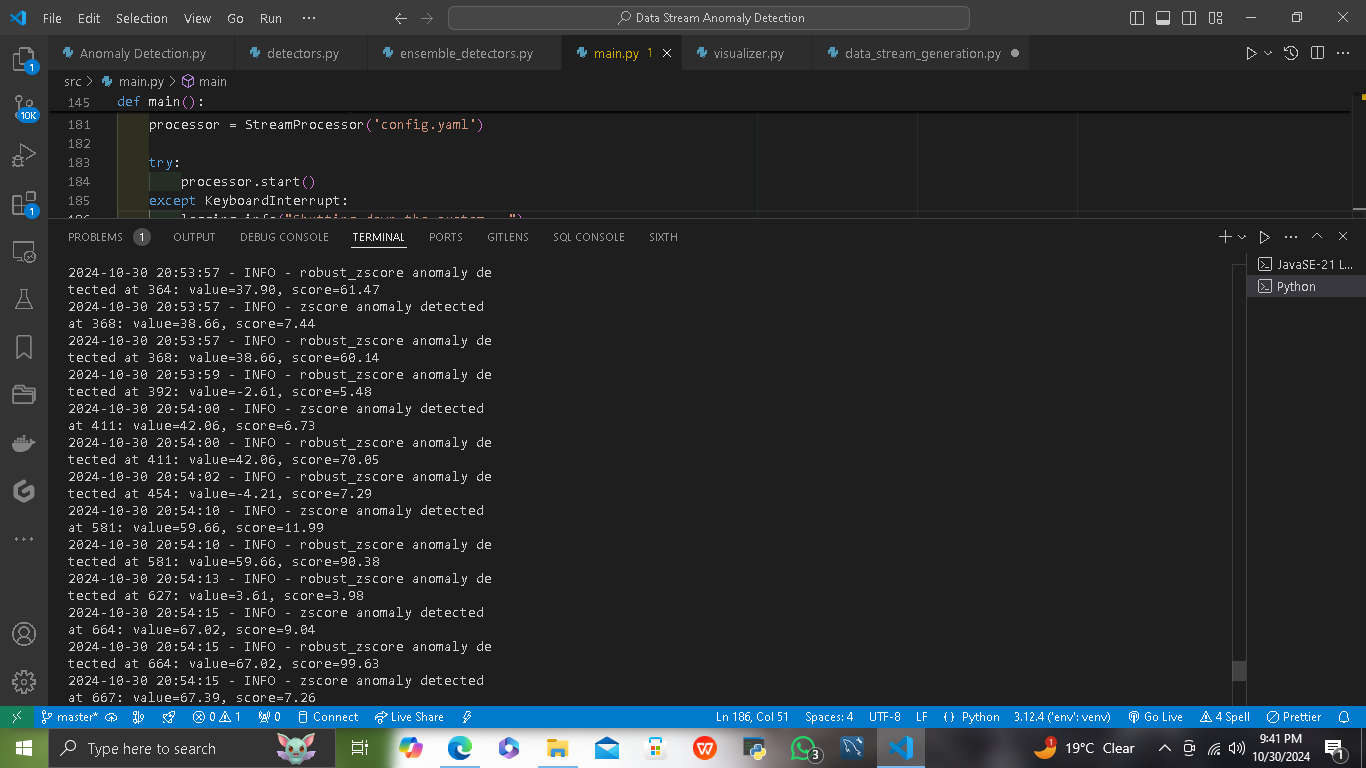 File Edit Selection View Go Run ··· Data Stream Anomaly Detection
Anomaly Detection.py detectors.py ensemble_detectors.py main.py 1 visualizer.py data_stream_generation.py
src > main.py > main
145 def main():
181 processor = StreamProcessor('config.yaml')
182
183 try:
184 processor.start()
185 except KeyboardInterrupt:
PROBLEMS 1 OUTPUT DEBUG CONSOLE TERMINAL PORTS GITLENS SQL CONSOLE SIXTH
2024-10-30 20:53:57 - INFO - robust_zscore anomaly de
tected at 364: value=37.90, score=61.47
2024-10-30 20:53:57 - INFO - zscore anomaly detected
at 368: value=38.66, score=7.44
2024-10-30 20:53:57 - INFO - robust_zscore anomaly de
tected at 368: value=38.66, score=60.14
2024-10-30 20:53:59 - INFO - robust_zscore anomaly de
tected at 392: value=-2.61, score=5.48
2024-10-30 20:54:00 - INFO - zscore anomaly detected
at 411: value=42.06, score=6.73
2024-10-30 20:54:00 - INFO - robust_zscore anomaly de
tected at 411: value=42.06, score=70.05
2024-10-30 20:54:02 - INFO - robust_zscore anomaly de
tected at 454: value=-4.21, score=7.29
2024-10-30 20:54:10 - INFO - zscore anomaly detected
at 581: value=59.66, score=11.99
2024-10-30 20:54:10 - INFO - robust_zscore anomaly de
tected at 581: value=59.66, score=90.38
2024-10-30 20:54:13 - INFO - robust_zscore anomaly de
tected at 627: value=3.61, score=3.98
2024-10-30 20:54:15 - INFO - zscore anomaly detected
at 664: value=67.02, score=9.04
2024-10-30 20:54:15 - INFO - robust_zscore anomaly de
tected at 664: value=67.02, score=99.63
2024-10-30 20:54:15 - INFO - zscore anomaly detected
at 667: value=67.39, score=7.26
JavaSE-21 L...
Python
1
10K
1
master* 0 1 0 Connect Live Share Ln 186, Col 51 Spaces: 4 UTF-8 LF {} Python 3.12.4 ('env': venv) Go Live 4 Spell Prettier
Type here to search 3 1 19°C Clear 9:41 PM
10/30/2024 1